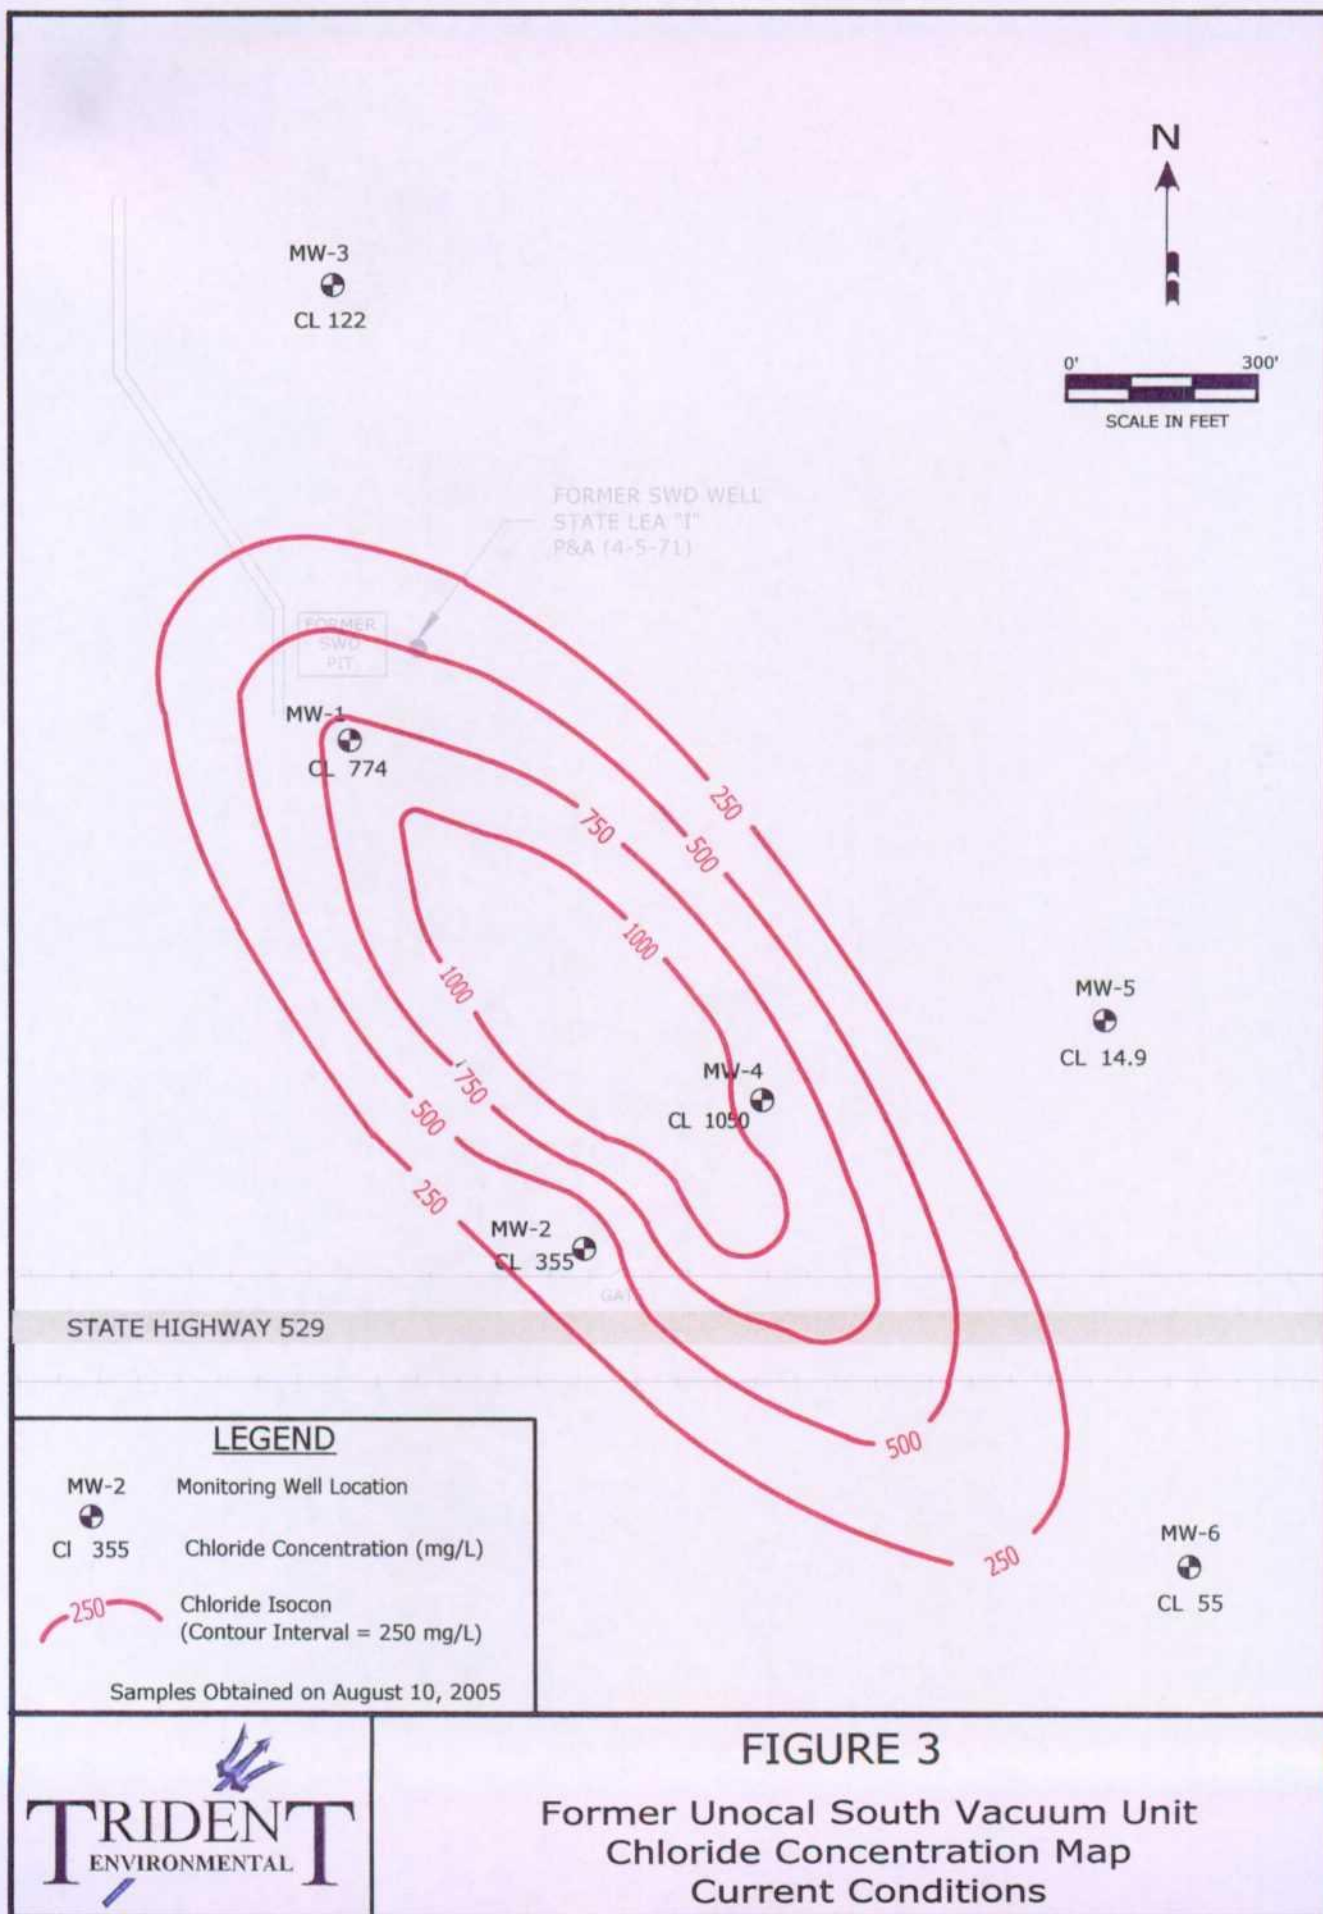 N
MW-3
CL 122
0' 300'
SCALE IN FEET
FORMER SWD WELL
STATE LEA "I"
P&A (4-5-71)
FORMER
SWD
PIT
MW-1
CL 774
250
750
500
1000
1000
MW-5
CL 14.9
MW-4
CL 1050
750
500
250
MW-2
CL 355
GATE
STATE HIGHWAY 529
500
250
MW-6
CL 55
LEGEND
MW-2 Monitoring Well Location
Cl 355 Chloride Concentration (mg/L)
250 Chloride Isocon
(Contour Interval = 250 mg/L)
Samples Obtained on August 10, 2005
TRIDENT
ENVIRONMENTAL
FIGURE 3
Former Unocal South Vacuum Unit
Chloride Concentration Map
Current Conditions